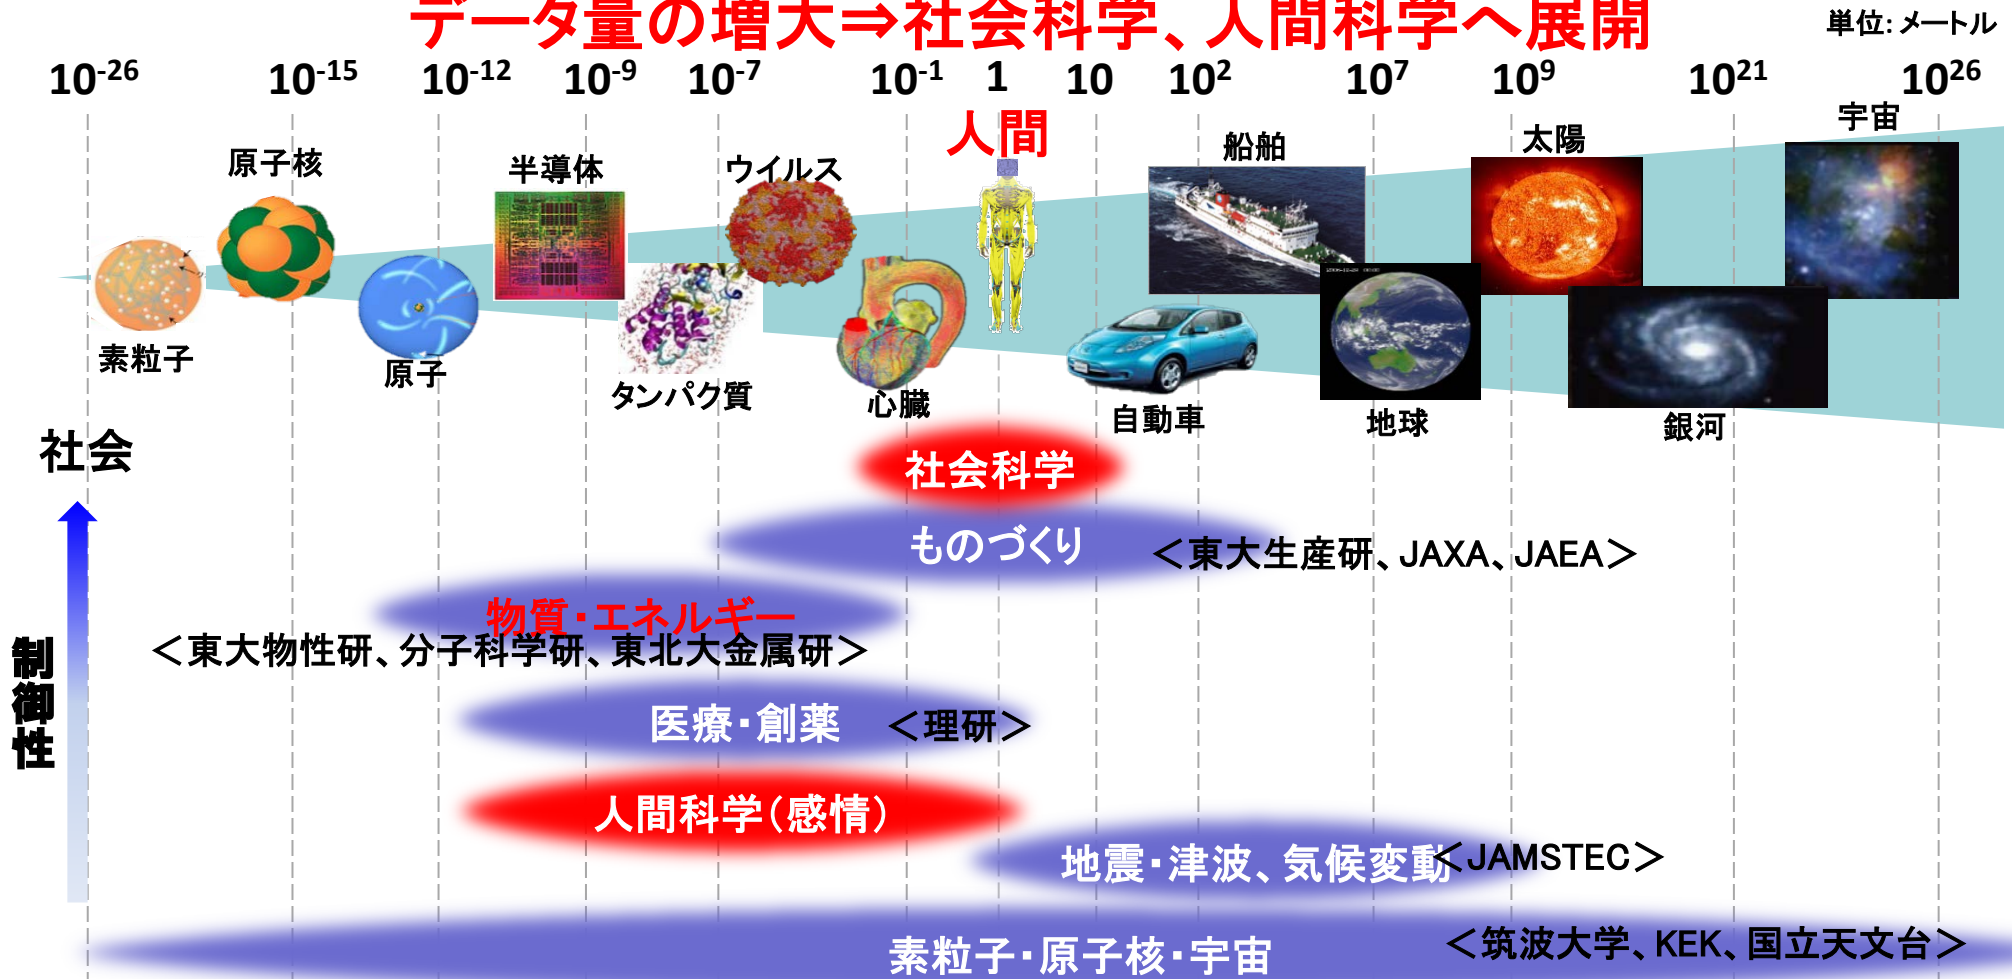 データ量の増大⇒社会科学、人間科学へ展開
単位: メートル
10-26 10-15 10-12 10-9 10-7 10-1 1 10 102 107 109 1021 1026
人間
宇宙
船舶
太陽
原子核
半導体
ウイルス
素粒子
原子
タンパク質
心臓
自動車
地球
銀河
社会
社会科学
ものづくり
＜東大生産研、JAXA、JAEA＞
物質・エネルギー
＜東大物性研、分子科学研、東北大金属研＞
制御性
医療・創薬
＜理研＞
人間科学（感情）
地震・津波、気候変動
＜JAMSTEC＞
素粒子・原子核・宇宙
＜筑波大学、KEK、国立天文台＞